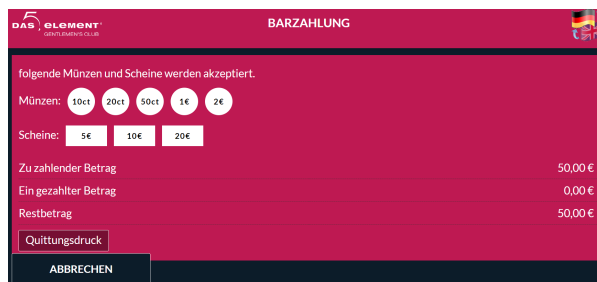 DAS 5 ELEMENT
GENTLEMEN'S CLUB
BARZAHLUNG
folgende Münzen und Scheine werden akzeptiert.
Münzen: 10ct 20ct 50ct 1€ 2€
Scheine: 5€ 10€ 20€
Zu zahlender Betrag 50,00 €
Ein gezahlter Betrag 0,00 €
Restbetrag 50,00 €
Quittungsdruck
ABBRECHEN